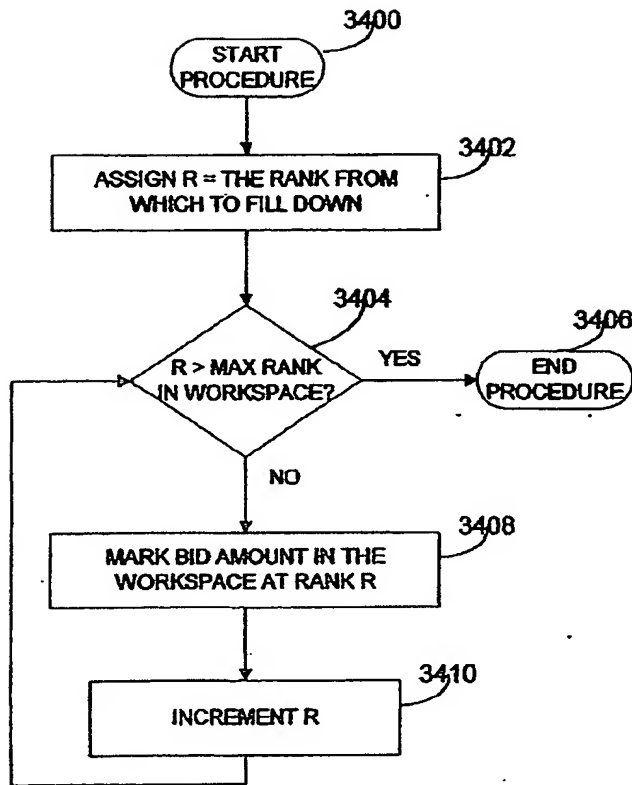 3400
START
PROCEDURE
3402
ASSIGN R = THE RANK FROM
WHICH TO FILL DOWN
3404
R > MAX RANK
IN WORKSPACE?
YES
3406
END
PROCEDURE
NO
3408
MARK BID AMOUNT IN THE
WORKSPACE AT RANK R
3410
INCREMENT R